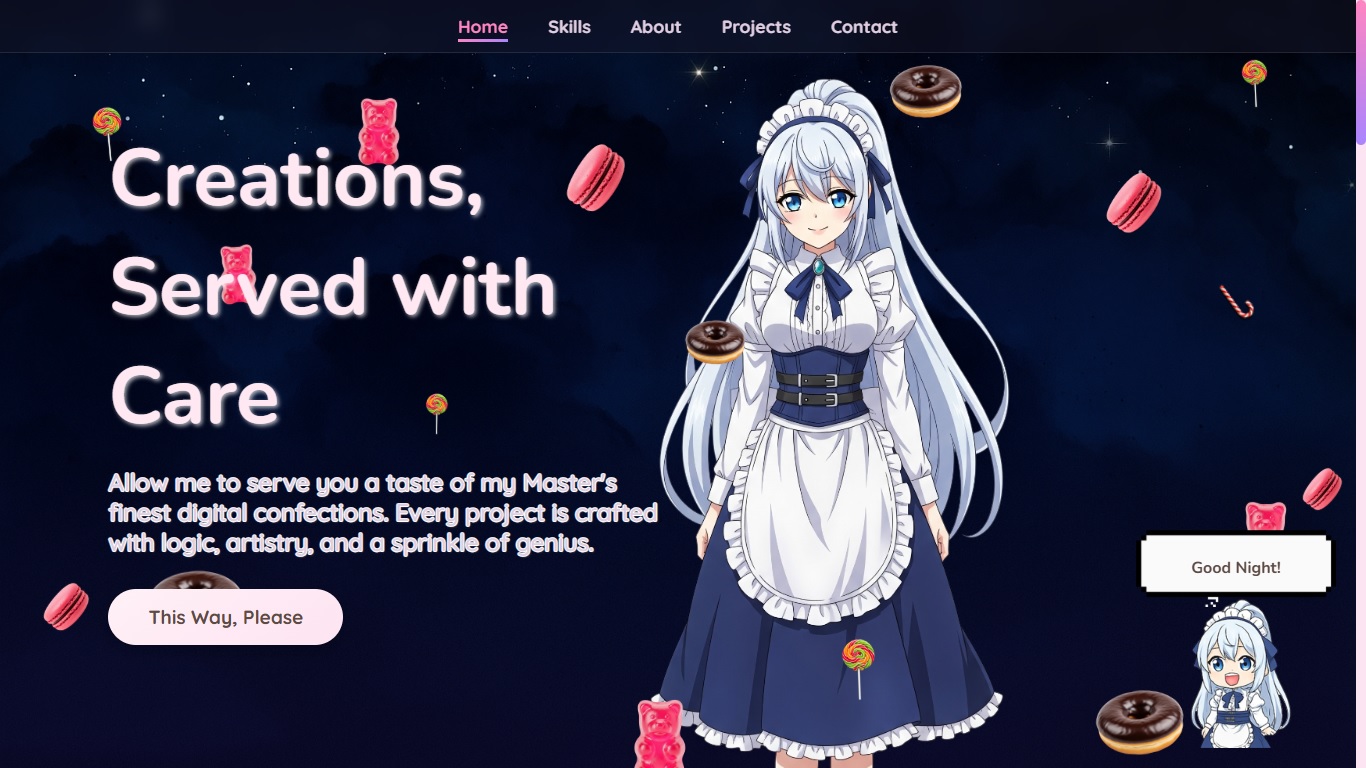 Home Skills About Projects Contact
Creations,
Served with
Care
Allow me to serve you a taste of my Master's
finest digital confections. Every project is crafted
with logic, artistry, and a sprinkle of genius.
This Way, Please
Good Night!